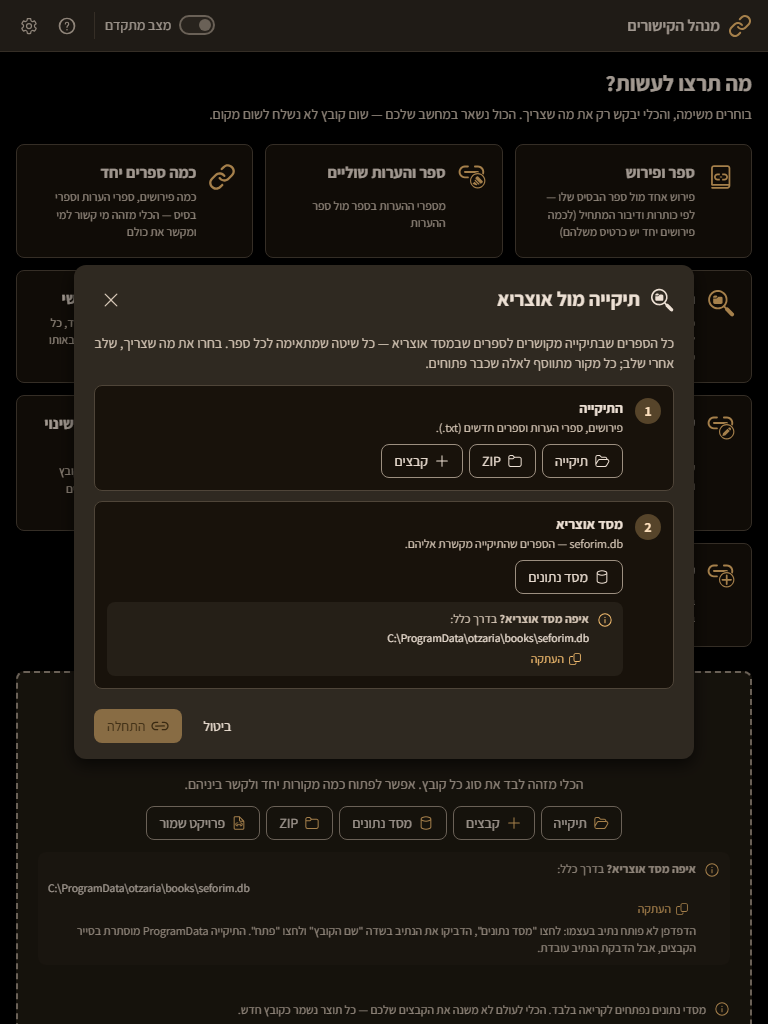 מנהל הקישורים
מצב מתקדם
מה תרצו לעשות?
בוחרים משימה, והכלי יבקש רק את מה שצריך. הכול נשאר במחשב שלכם — שום קובץ לא נשלח לשום מקום.
ספר ופירוש
פירוש אחד מול ספר הבסיס שלו —
לפי כותרות ודיבור המתחיל (לכמה
פירושים יחד יש כרטיס משלהם)
ספר והערות שוליים
מספרי ההערות בספר מול ספר
ההערות
כמה ספרים יחד
כמה פירושים, ספרי הערות וספרי
בסיס — הכלי מזהה מי קשור למי
ומקשר את כולם
תיקייה מול אוצריא
כל הספרים שבתיקייה מקושרים לספרים שבמסד אוצריא — כל שיטה שמתאימה לכל ספר. בחרו את מה שצריך, שלב
אחרי שלב; כל מקור מתווסף לאלה שכבר פתוחים.
1
התיקייה
פירושים, ספרי הערות וספרים חדשים (txt.).
תיקייה
ZIP
קבצים
2
מסד אוצריא
seforim.db — הספרים שהתיקייה מקשרת אליהם.
מסד נתונים
איפה מסד אוצריא? בדרך כלל:
C:\ProgramData\otzaria\books\seforim.db
העתקה
ביטול
התחלה
הכלי מזהה לבד את סוג כל קובץ. אפשר לפתוח כמה מקורות יחד ולקשר ביניהם.
תיקייה
קבצים
מסד נתונים
ZIP
פרויקט שמור
איפה מסד אוצריא? בדרך כלל:
C:\ProgramData\otzaria\books\seforim.db
העתקה
הדפדפן לא פותח נתיב בעצמו: לחצו "מסד נתונים", הדביקו את הנתיב בשדה "שם הקובץ" ולחצו "פתח". התיקייה ProgramData מוסתרת בסייר
הקבצים, אבל הדבקת הנתיב עובדת.
מסדי נתונים נפתחים לקריאה בלבד. הכלי לעולם לא משנה את הקבצים שלכם — כל תוצר נשמר כקובץ חדש.